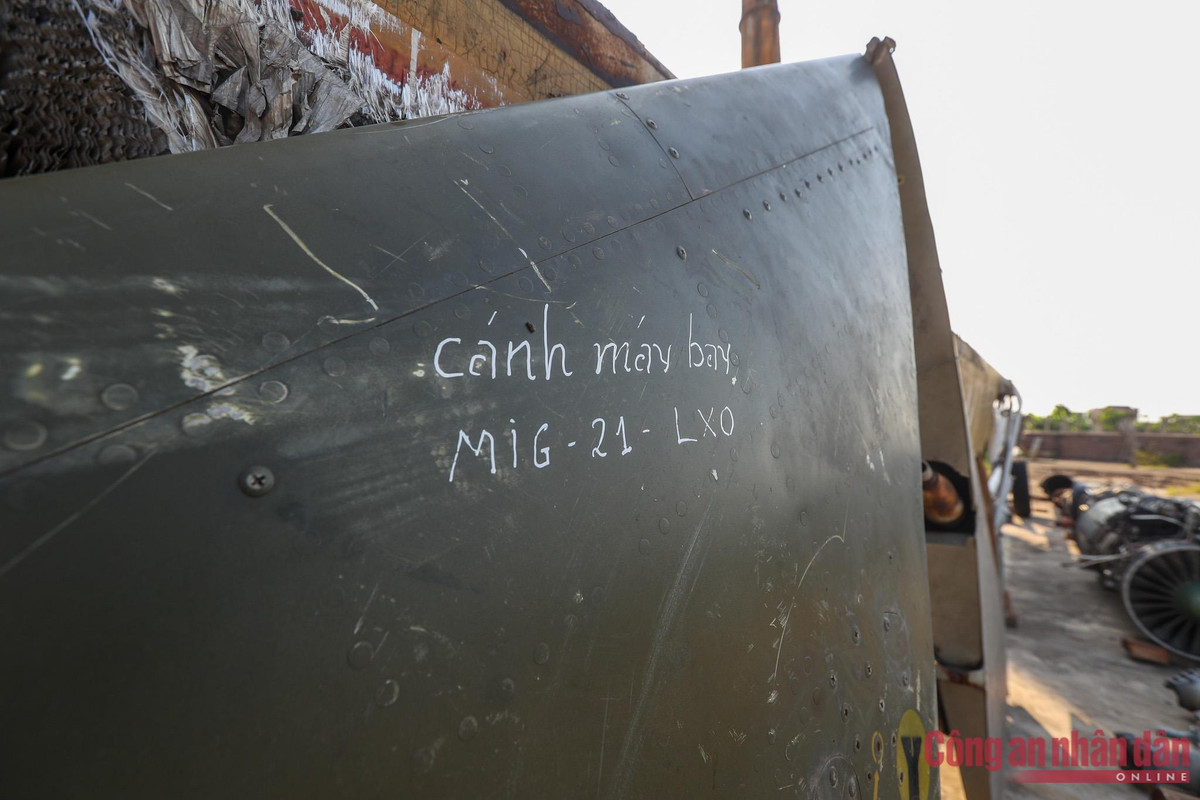 cánh máy bay
MiG-21-LXO
Công an nhân dân
ONLINE